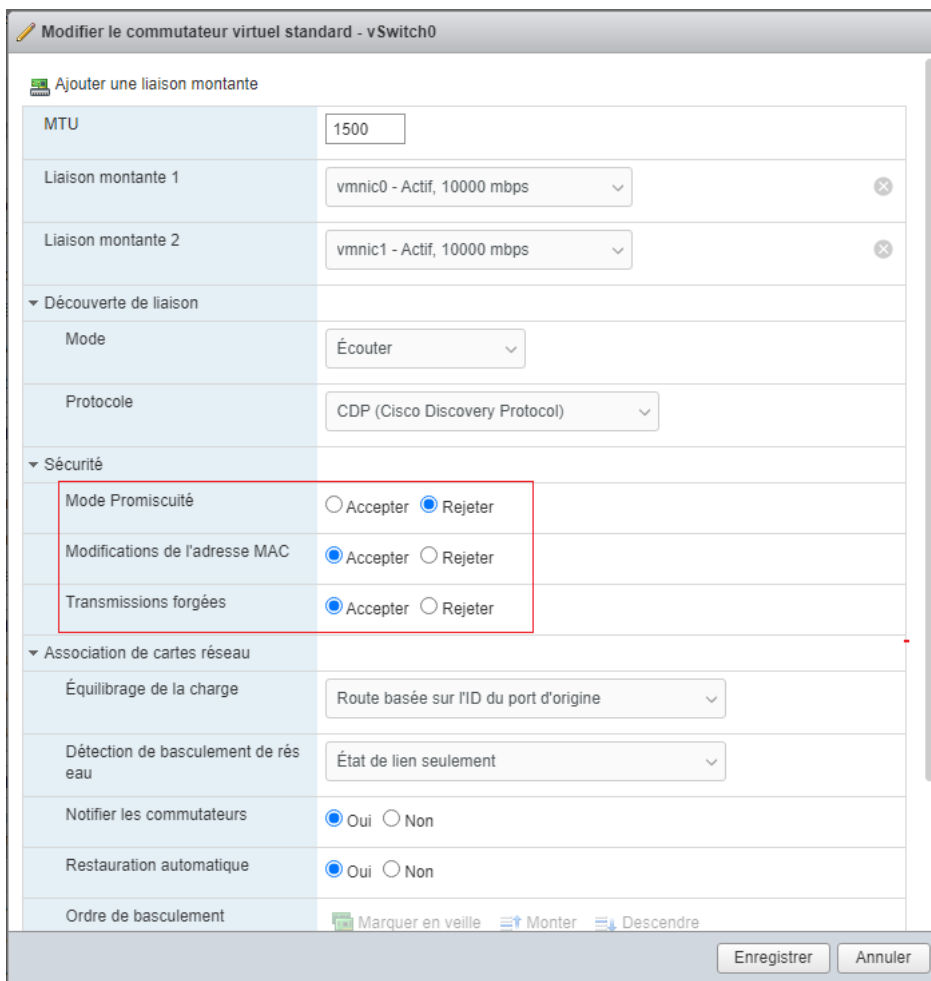 Modifier le commutateur virtuel standard - vSwitch0
Ajouter une liaison montante
MTU 1500
Liaison montante 1 vmnic0 - Actif, 10000 mbps
Liaison montante 2 vmnic1 - Actif, 10000 mbps
Découverte de liaison
Mode Écouter
Protocole CDP (Cisco Discovery Protocol)
Sécurité
Mode Promiscuité Accepter Rejeter
Modifications de l'adresse MAC Accepter Rejeter
Transmissions forgées Accepter Rejeter
Association de cartes réseau
Équilibrage de la charge Route basée sur l'ID du port d'origine
Détection de basculement de rés
eau
État de lien seulement
Notifier les commutateurs Oui Non
Restauration automatique Oui Non
Ordre de basculement Marquer en veille Monter Descendre
Enregistrer Annuler